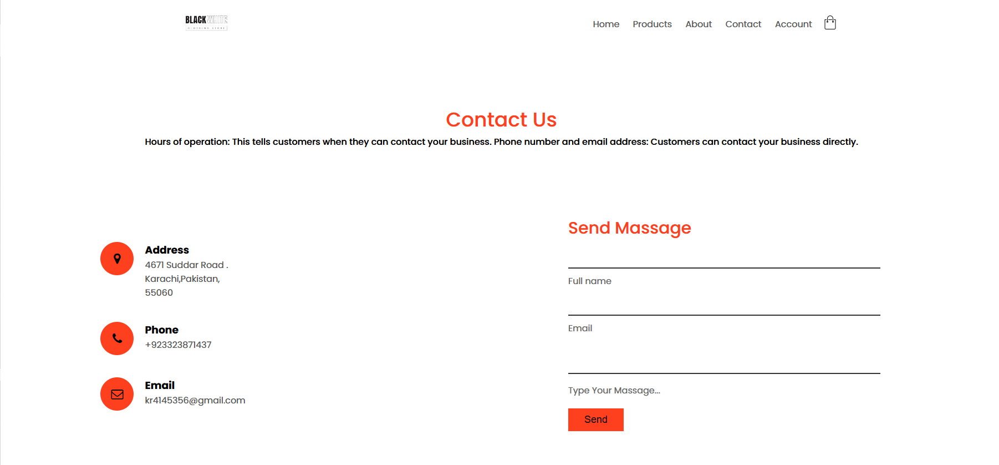 BLACKWHITE
CLOTHING STORE
Home Products About Contact Account
Contact Us
Hours of operation: This tells customers when they can contact your business. Phone number and email address: Customers can contact your business directly.
Send Massage
Address
4671 Suddar Road .
Karachi,Pakistan,
55060
Full name
Email
Phone
+923323871437
Email
kr4145356@gmail.com
Type Your Massage...
Send